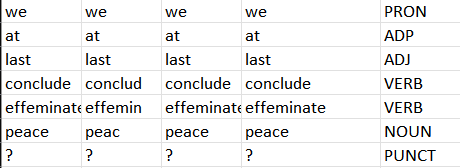 we we we we PRON
at at at at ADP
last last last last ADJ
conclude conclud conclude conclude VERB
effeminate effemin effeminate effeminate VERB
peace peac peace peace NOUN
? ? ? ? PUNCT